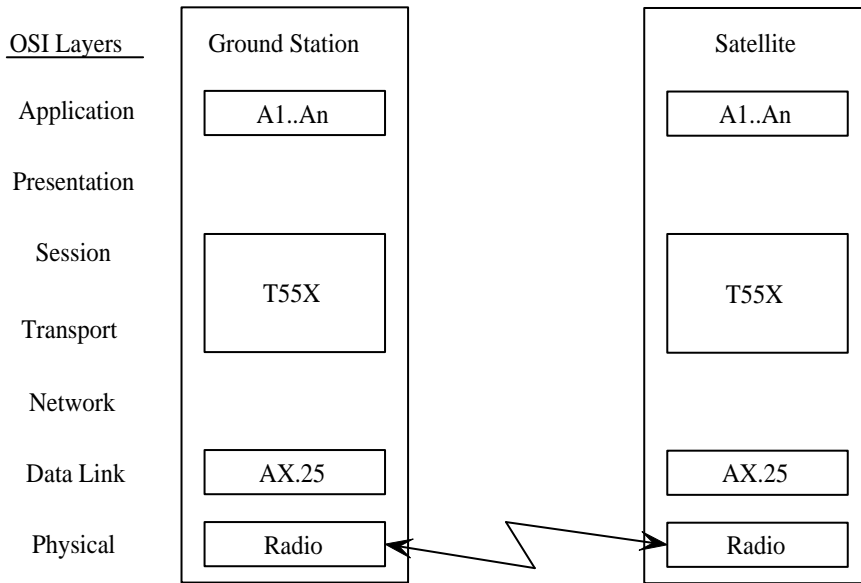 OSI Layers Ground Station Satellite
Application A1..An A1..An
Presentation
Session
T55X T55X
Transport
Network
Data Link AX.25 AX.25
Physical Radio Radio